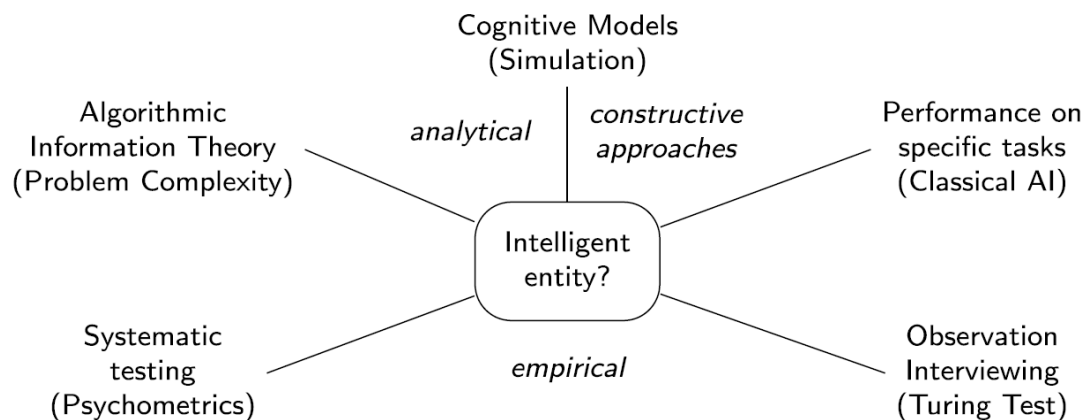 Cognitive Models
(Simulation)
Algorithmic
Information Theory
(Problem Complexity)
analytical
constructive
approaches
Performance on
specific tasks
(Classical AI)
Intelligent
entity?
Systematic
testing
(Psychometrics)
empirical
Observation
Interviewing
(Turing Test)